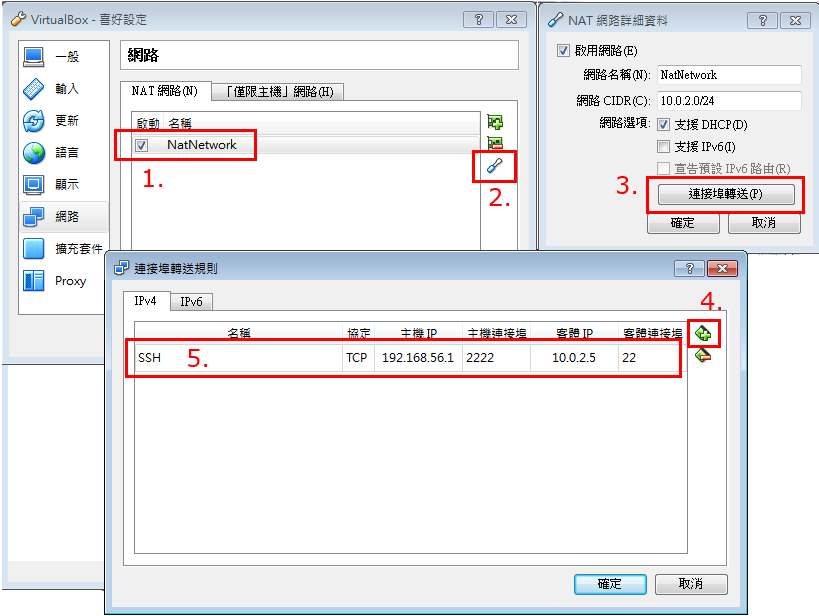 VirtualBox - 喜好設定
一般
輸入
更新
語言
顯示
網路
擴充套件
Proxy
網路
NAT 網路(N)
「僅限主機」網路(H)
啟動 名稱
NatNetwork
1.
2.
NAT 網路詳細資料
啟用網路(E)
網路名稱(N): NatNetwork
網路 CIDR(C): 10.0.2.0/24
網路選項: 支援 DHCP(D)
支援 IPv6(I)
宣告預設 IPv6 路由(R)
3.
連接埠轉送(P)
確定 取消
連接埠轉送規則
IPv4 IPv6
4.
名稱 協定 主機 IP 主機連接埠 客體 IP 客體連接埠
SSH 5. TCP 192.168.56.1 2222 10.0.2.5 22
確定 取消